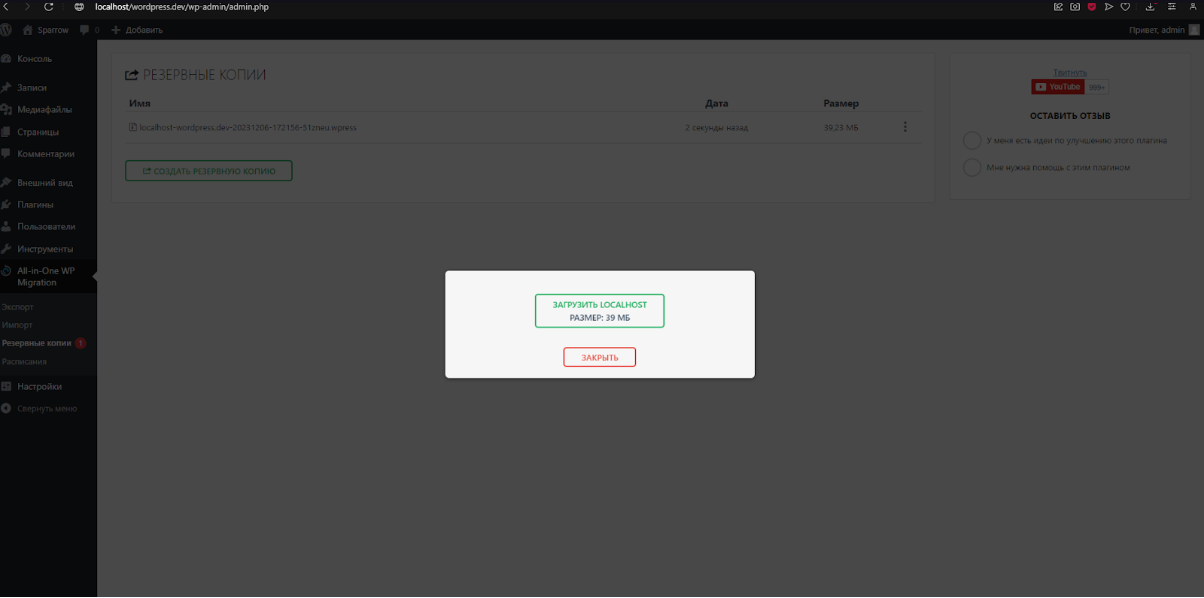 localhost/wordpress.dev/wp-admin/admin.php
Sparrow 0 Добавить
Привет, admin
Консоль
Записи
Медиафайлы
Страницы
Комментарии
Внешний вид
Плагины
Пользователи
Инструменты
All-in-One WP
Migration
Экспорт
Импорт
Резервные копии 1
Расписания
Настройки
Свернуть меню
РЕЗЕРВНЫЕ КОПИИ
Имя Дата Размер
localhost-wordpress.dev-20231206-172156-51zneu.wpress 2 секунды назад 39,23 МБ
СОЗДАТЬ РЕЗЕРВНУЮ КОПИЮ
Твитнуть
YouTube 999+
ОСТАВИТЬ ОТЗЫВ
У меня есть идеи по улучшению этого плагина
Мне нужна помощь с этим плагином
ЗАГРУЗИТЬ LOCALHOST
РАЗМЕР: 39 МБ
ЗАКРЫТЬ